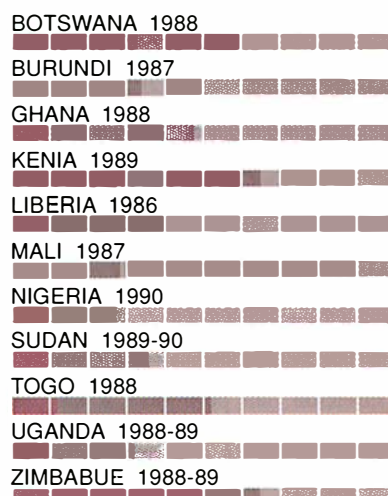 BOTSWANA 1988
BURUNDI 1987
GHANA 1988
KENIA 1989
LIBERIA 1986
MALI 1987
NIGERIA 1990
SUDAN 1989-90
TOGO 1988
UGANDA 1988-89
ZIMBABUE 1988-89